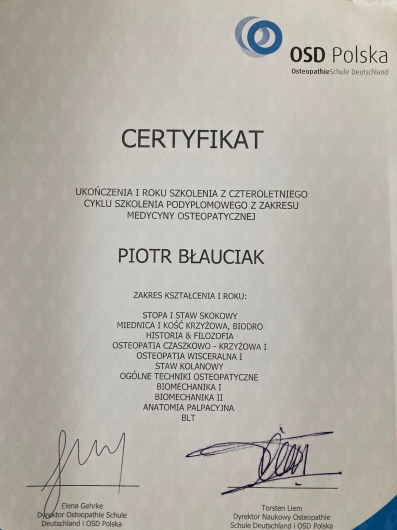 OSD Polska
OsteopathieSchule Deutschland
CERTYFIKAT
UKOŃCZENIA I ROKU SZKOLENIA Z CZTEROLETNIEGO
CYKLU SZKOLENIA PODYPLOMOWEGO Z ZAKRESU
MEDYCYNY OSTEOPATYCZNEJ
PIOTR BŁAUCIAK
ZAKRES KSZTAŁCENIA I ROKU:
STOPA I STAW SKOKOWY
MIEDNICA I KOŚĆ KRZYŻOWA, BIODRO
HISTORIA & FILOZOFIA
OSTEOPATIA CZASZKOWO - KRZYŻOWA I
OSTEOPATIA WISCERALNA I
STAW KOLANOWY
OGÓLNE TECHNIKI OSTEOPATYCZNE
BIOMECHANIKA I
BIOMECHANIKA II
ANATOMIA PALPACYJNA
BLT
Elena Gehrke
Dyrektor Osteopathie Schule
Deutschland i OSD Polska
Torsten Liem
Dyrektor Naukowy Osteopathie
Schule Deutschland i OSD Polska